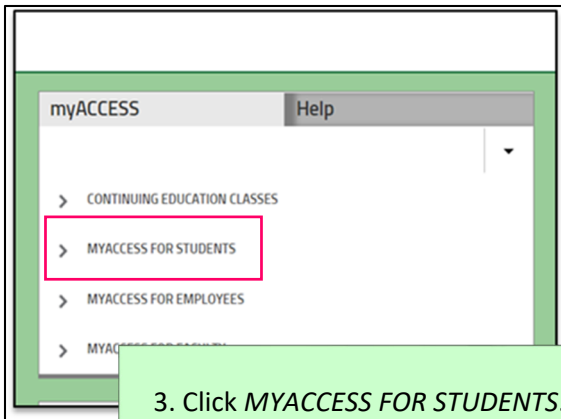 myACCESS Help
CONTINUING EDUCATION CLASSES
MYACCESS FOR STUDENTS
MYACCESS FOR EMPLOYEES
3. Click MYACCESS FOR STUDENTS.